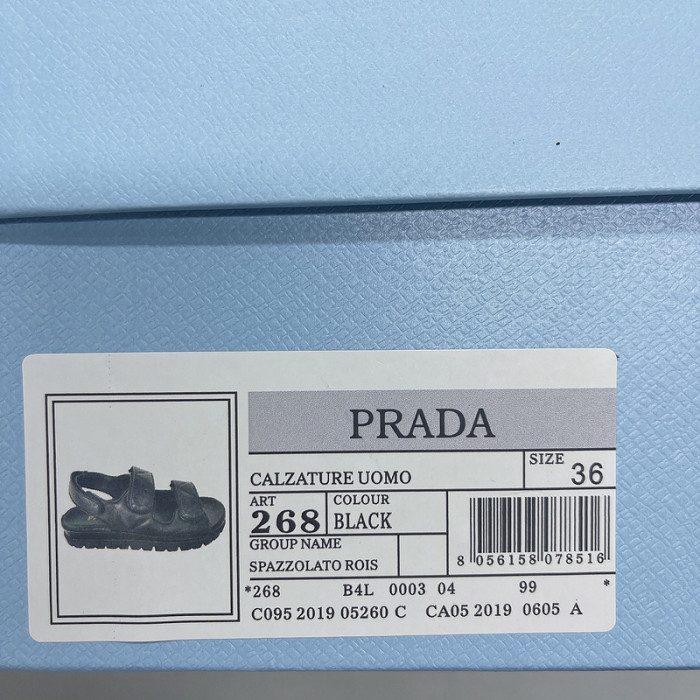 PRADA
CALZATURE UOMO
SIZE 36
ART
268
COLOUR
BLACK
GROUP NAME
SPAZZOLATO ROIS
8 056158 078516
*268 B4L 0003 04 99 *
C095 2019 05260 C CA05 2019 0605 A